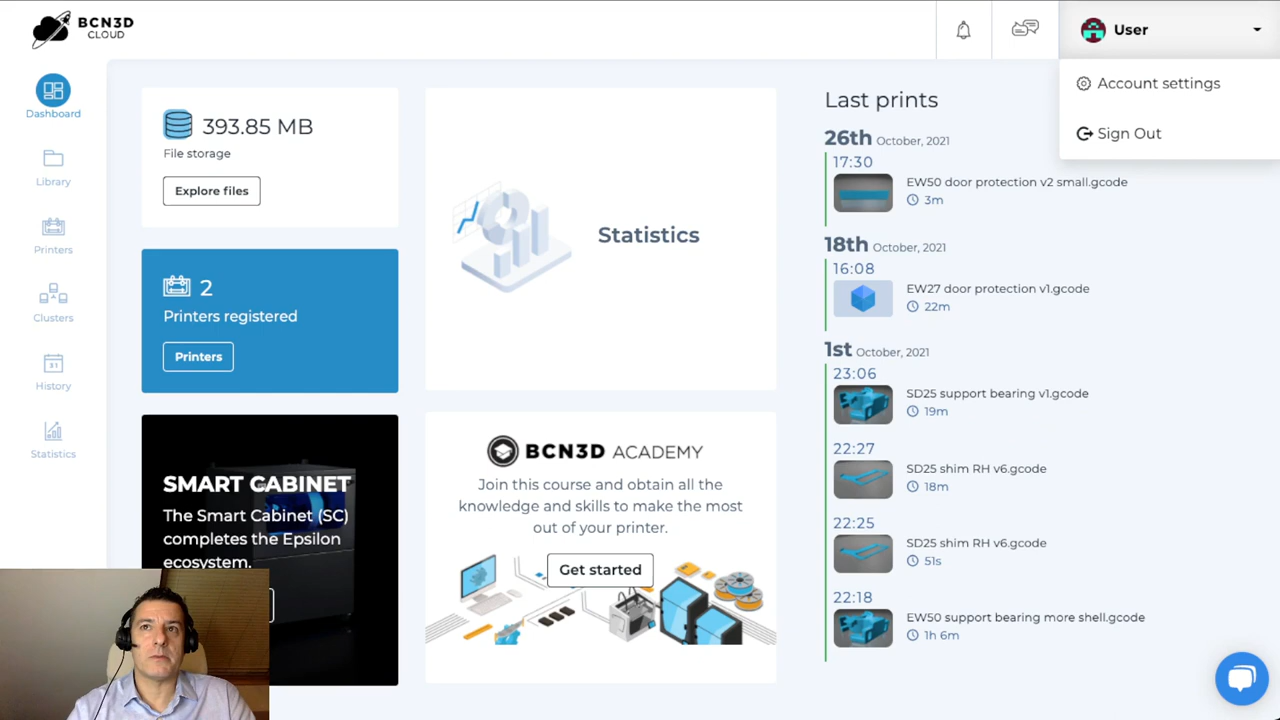 BCN3D
CLOUD
User
Account settings
Sign Out
Dashboard
Library
Printers
Clusters
31
History
Statistics
393.85 MB
File storage
Explore files
2
Printers registered
Printers
SMART CABINET
The Smart Cabinet (SC)
completes the Epsilon
ecosystem.
Statistics
BCN3D ACADEMY
Join this course and obtain all the
knowledge and skills to make the most
out of your printer.
Get started
Last prints
26th October, 2021
17:30
EW50 door protection v2 small.gcode
3m
18th October, 2021
16:08
EW27 door protection v1.gcode
22m
1st October, 2021
23:06
SD25 support bearing v1.gcode
19m
22:27
SD25 shim RH v6.gcode
18m
22:25
SD25 shim RH v6.gcode
51s
22:18
EW50 support bearing more shell.gcode
1h 6m